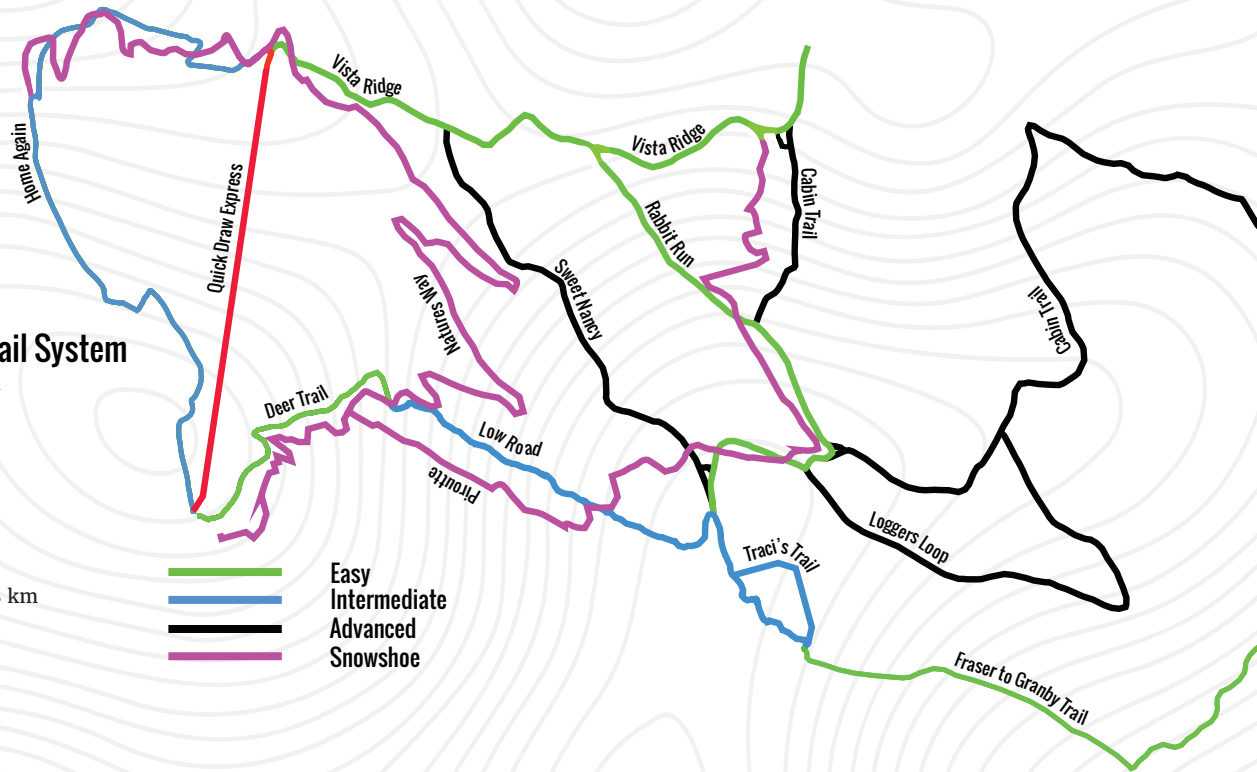 Vista Ridge
Vista Ridge
Home Again
Quick Draw Express
Cabin Trail
Rabbit Run
Sweet Nancy
Natures Way
Cabin Trail
ail System
Deer Trail
Low Road
Piroutte
Loggers Loop
Traci's Trail
Easy
km
Intermediate
Advanced
Snowshoe
Fraser to Granby Trail